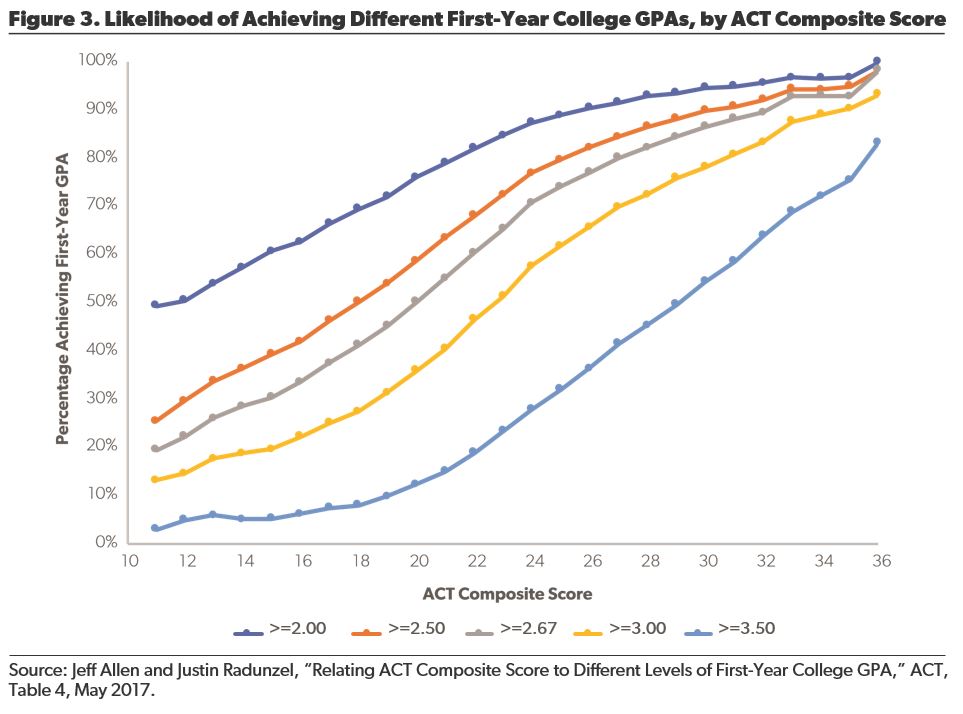 Figure 3. Likelihood of Achieving Different First-Year College GPAs, by ACT Composite Score
Percentage Achieving First-Year GPA
100%
90%
80%
70%
60%
50%
40%
30%
20%
10%
0%
10 12 14 16 18 20 22 24 26 28 30 32 34 36
ACT Composite Score
>=2.00 >=2.50 >=2.67 >=3.00 >=3.50
Source: Jeff Allen and Justin Radunzel, “Relating ACT Composite Score to Different Levels of First-Year College GPA,” ACT,
Table 4, May 2017.